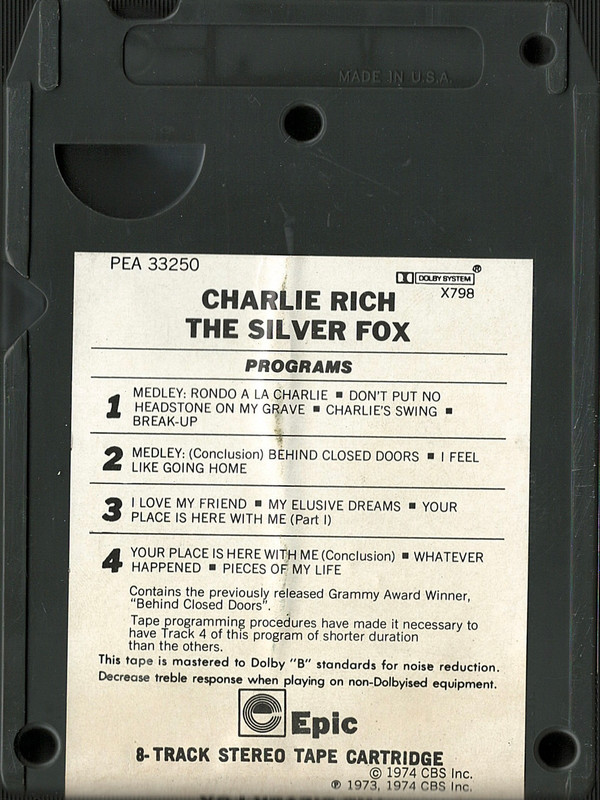 MADE IN U.S.A.
PEA 33250
DOLBY SYSTEM ®
X798
CHARLIE RICH
THE SILVER FOX
PROGRAMS
1 MEDLEY: RONDO A LA CHARLIE ■ DON'T PUT NO
HEADSTONE ON MY GRAVE ■ CHARLIE'S SWING ■
BREAK-UP
2 MEDLEY: (Conclusion) BEHIND CLOSED DOORS ■ I FEEL
LIKE GOING HOME
3 I LOVE MY FRIEND ■ MY ELUSIVE DREAMS ■ YOUR
PLACE IS HERE WITH ME (Part I)
4 YOUR PLACE IS HERE WITH ME (Conclusion) ■ WHATEVER
HAPPENED ■ PIECES OF MY LIFE
Contains the previously released Grammy Award Winner,
"Behind Closed Doors".
Tape programming procedures have made it necessary to
have Track 4 of this program of shorter duration
than the others.
This tape is mastered to Dolby "B" standards for noise reduction.
Decrease treble response when playing on non-Dolbyised equipment.
Epic
8-TRACK STEREO TAPE CARTRIDGE
© 1974 CBS Inc.
℗ 1973, 1974 CBS Inc.